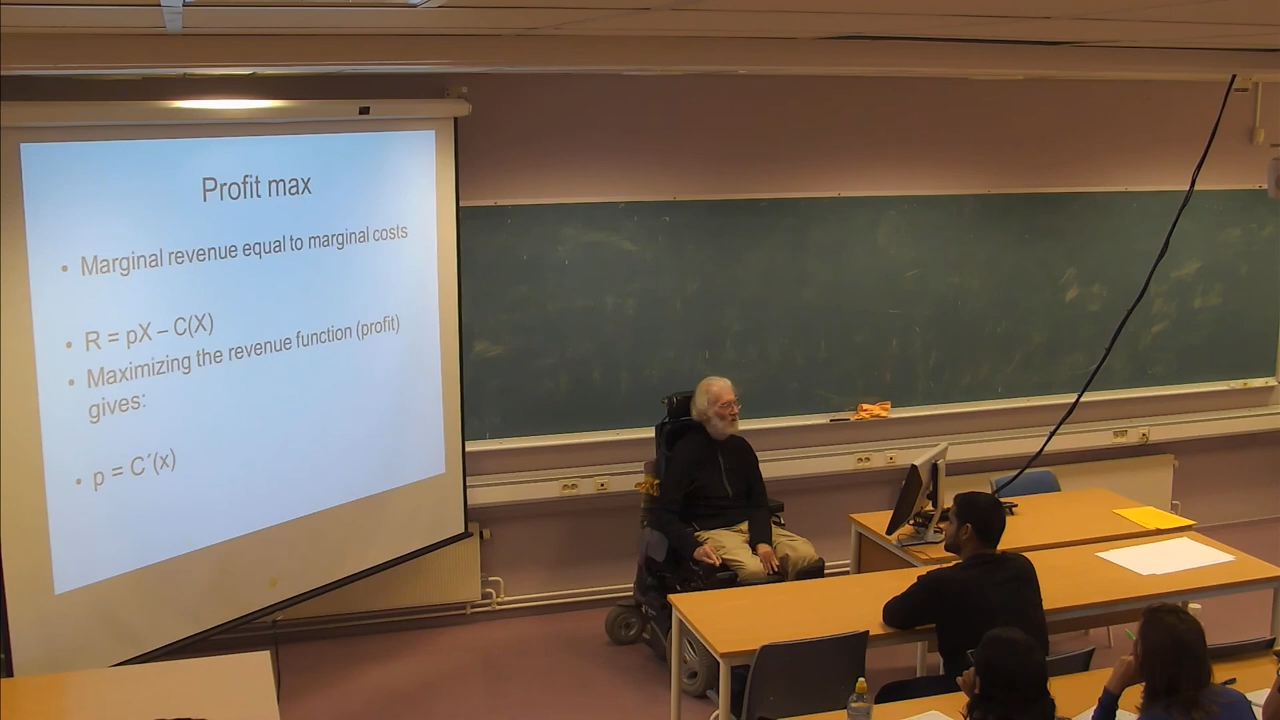 Profit max
• Marginal revenue equal to marginal costs
• R = pX – C(X)
• Maximizing the revenue function (profit)
gives:
• p = C´(x)